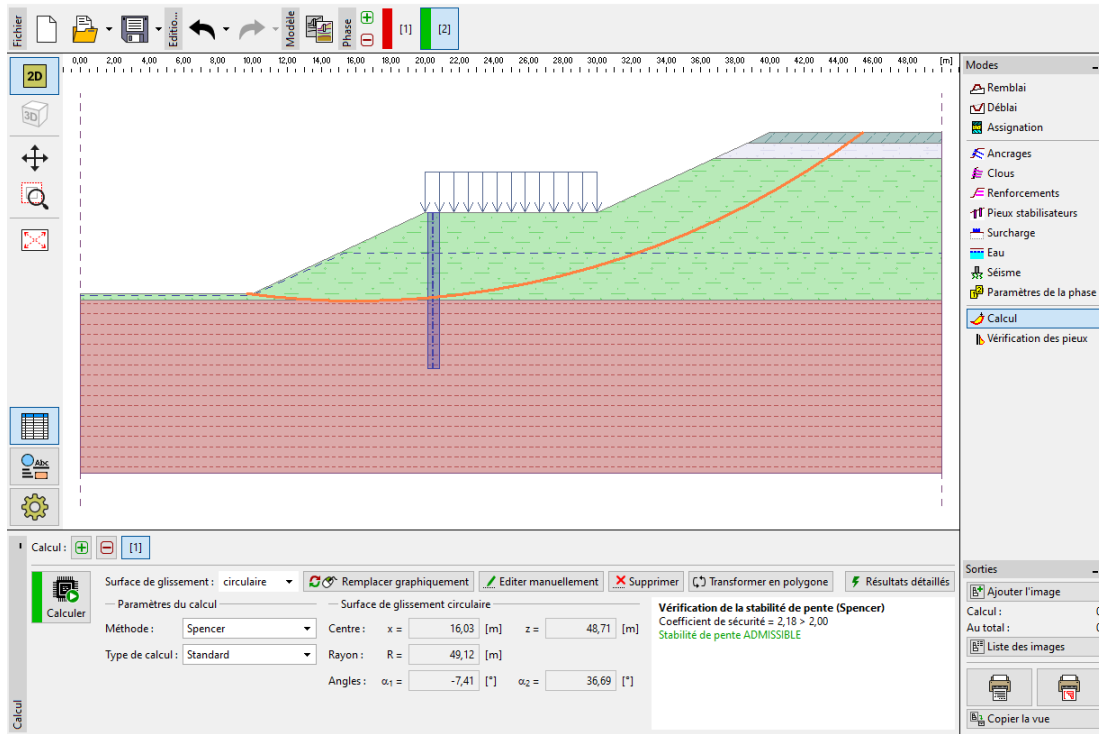 Fichier
Editio...
Modèle
Phase
[1] [2]
2D
3D
0,00 2,00 4,00 6,00 8,00 10,00 12,00 14,00 16,00 18,00 20,00 22,00 24,00 26,00 28,00 30,00 32,00 34,00 36,00 38,00 40,00 42,00 44,00 46,00 48,00 [m]
Modes
Remblai
Déblai
Assignation
Ancrages
Clous
Renforcements
Pieux stabilisateurs
Surcharge
Eau
Séisme
Paramètres de la phase
Calcul
Vérification des pieux
Abc
Calcul : [1]
Calculer
Surface de glissement : circulaire Remplacer graphiquement Editer manuellement Supprimer Transformer en polygone Résultats détaillés
Paramètres du calcul
Méthode : Spencer
Type de calcul : Standard
Surface de glissement circulaire
Centre : x = 16,03 [m] z = 48,71 [m]
Rayon : R = 49,12 [m]
Angles : α1 = -7,41 [°] α2 = 36,69 [°]
Vérification de la stabilité de pente (Spencer)
Coefficient de sécurité = 2,18 > 2,00
Stabilité de pente ADMISSIBLE
Calcul
Sorties
Ajouter l'image
Calcul : 0
Au total : 0
Liste des images
Copier la vue